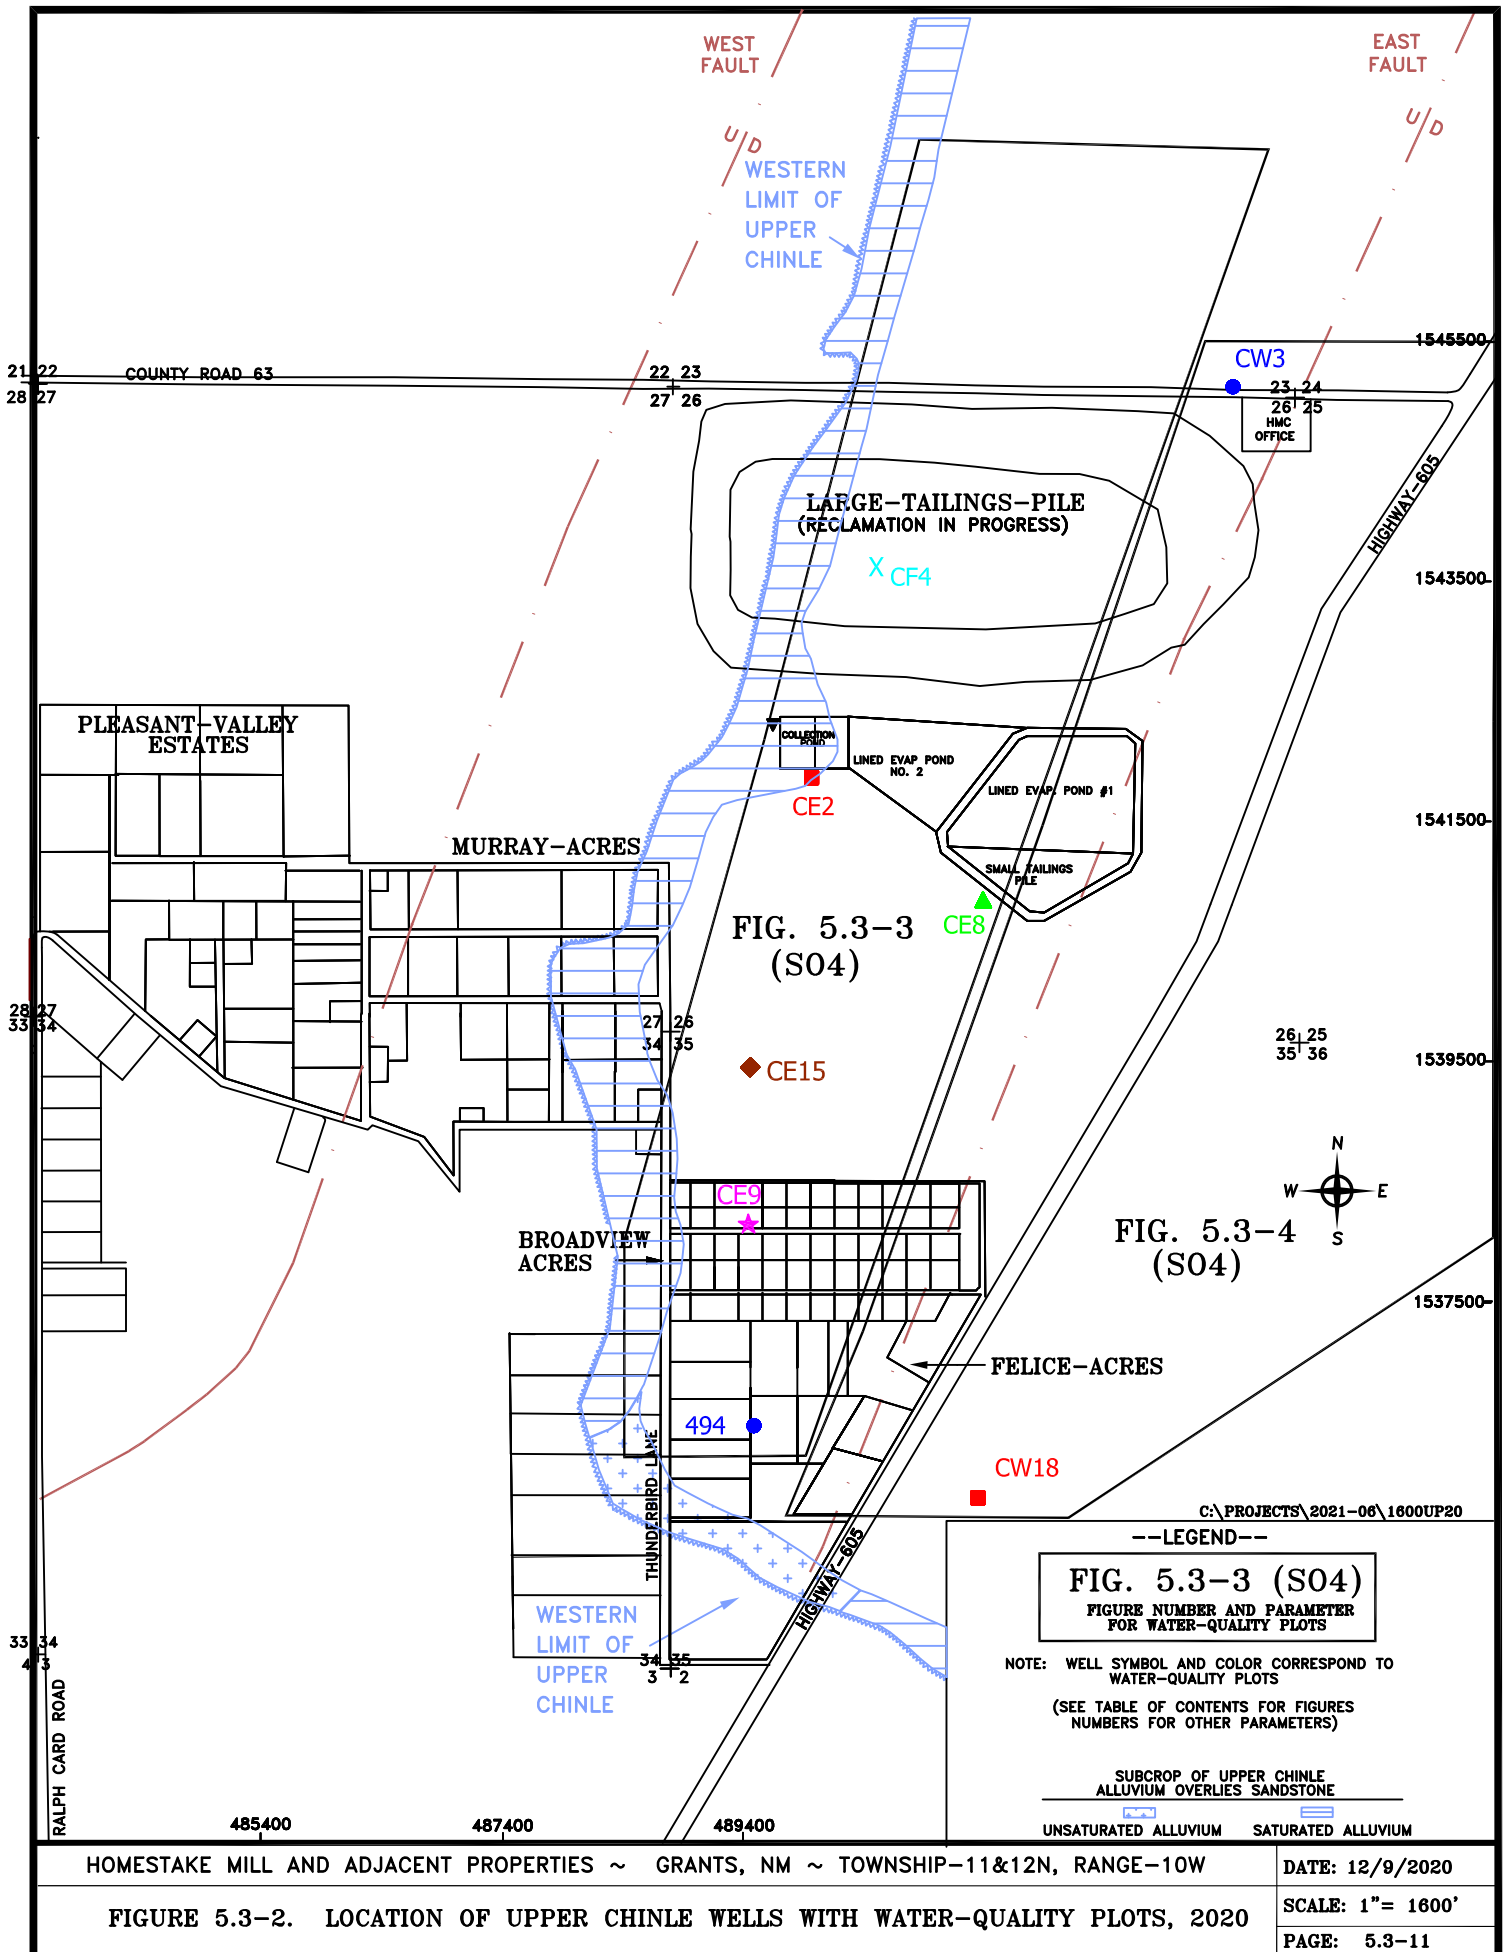 WEST
FAULT
EAST
FAULT
U/D
U/D
WESTERN
LIMIT OF
UPPER
CHINLE
1545500
CW3
21 22
28 27
COUNTY ROAD 63
22 23
27 26
23 24
26 25
HMC
OFFICE
HIGHWAY-605
LARGE-TAILINGS-PILE
(RECLAMATION IN PROGRESS)
X CF4
1543500
PLEASANT-VALLEY
ESTATES
COLLECTION
POND
LINED EVAP POND
NO. 2
LINED EVAP. POND #1
CE2
1541500
MURRAY-ACRES
SMALL TAILINGS
PILE
CE8
FIG. 5.3-3
(SO4)
28 27
33 34
27 26
34 35
26 25
35 36
CE15
1539500
N
W E
S
CE9
FIG. 5.3-4
(SO4)
BROADVIEW
ACRES
1537500
FELICE-ACRES
494
THUNDERBIRD LANE
CW18
HIGHWAY-605
C:\PROJECTS\2021-06\1600UP20
--LEGEND--
FIG. 5.3-3 (SO4)
FIGURE NUMBER AND PARAMETER
FOR WATER-QUALITY PLOTS
WESTERN
LIMIT OF
UPPER
CHINLE
33 34
4 3
34 35
3 2
NOTE: WELL SYMBOL AND COLOR CORRESPOND TO
WATER-QUALITY PLOTS
(SEE TABLE OF CONTENTS FOR FIGURES
NUMBERS FOR OTHER PARAMETERS)
RALPH CARD ROAD
SUBCROP OF UPPER CHINLE
ALLUVIUM OVERLIES SANDSTONE
UNSATURATED ALLUVIUM SATURATED ALLUVIUM
485400 487400 489400
HOMESTAKE MILL AND ADJACENT PROPERTIES ~ GRANTS, NM ~ TOWNSHIP-11&12N, RANGE-10W
DATE: 12/9/2020
FIGURE 5.3-2. LOCATION OF UPPER CHINLE WELLS WITH WATER-QUALITY PLOTS, 2020
SCALE: 1"= 1600'
PAGE: 5.3-11